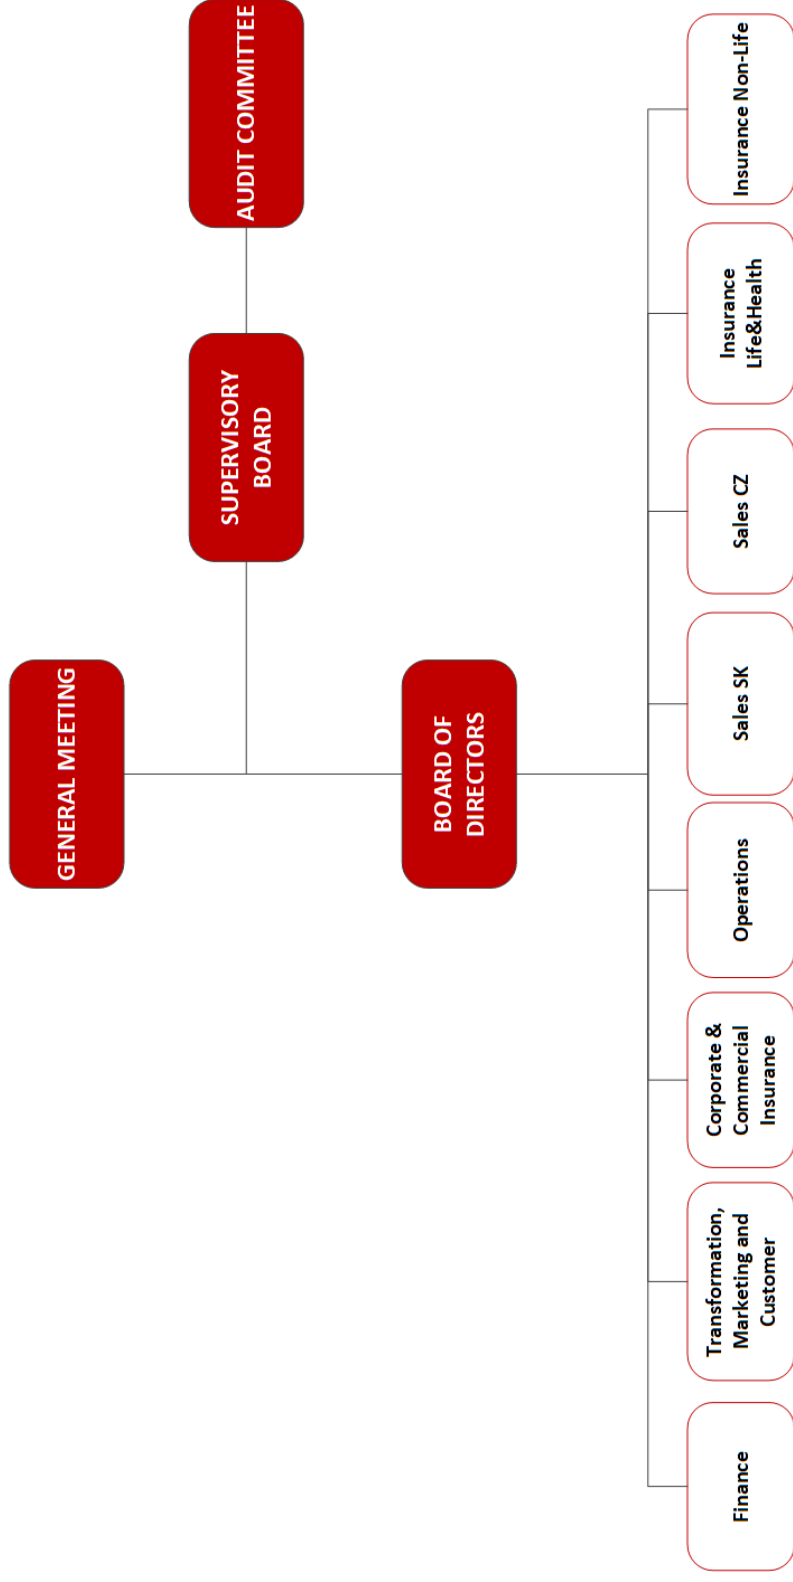 GENERAL MEETING
SUPERVISORY
BOARD
AUDIT COMMITTEE
BOARD OF
DIRECTORS
Finance
Transformation,
Marketing and
Customer
Corporate &
Commercial
Insurance
Operations
Sales SK
Sales CZ
Insurance
Life&Health
Insurance Non-Life